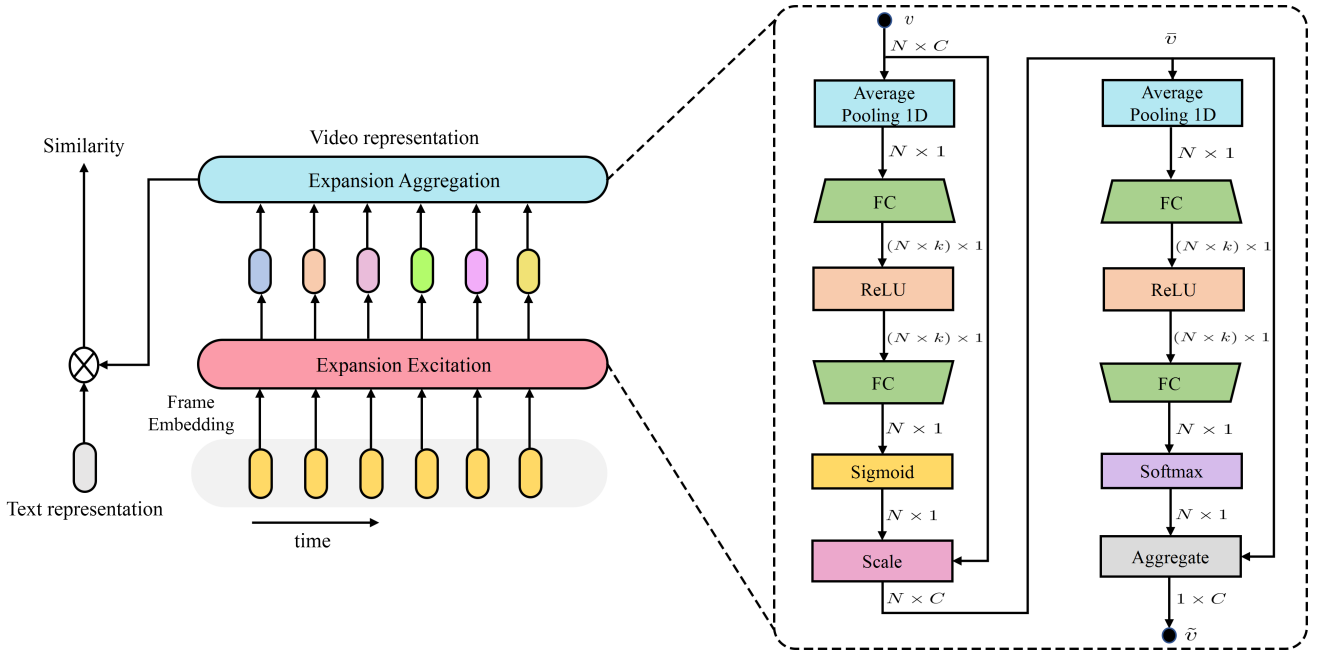 Similarity
Video representation
Expansion Aggregation
Expansion Excitation
Frame
Embedding
Text representation
time
v
N × C
Average
Pooling 1D
N × 1
FC
(N × k) × 1
ReLU
(N × k) × 1
FC
N × 1
Sigmoid
N × 1
Scale
N × C
v̄
Average
Pooling 1D
N × 1
FC
(N × k) × 1
ReLU
(N × k) × 1
FC
N × 1
Softmax
N × 1
Aggregate
1 × C
ṽ